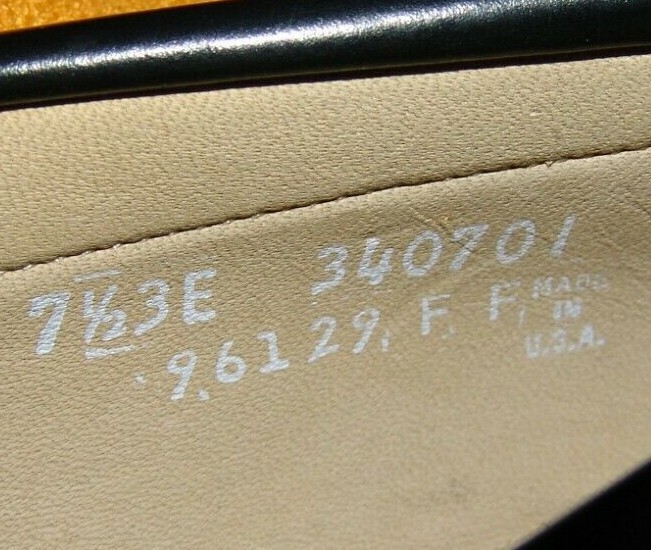 7½3E 340701
9,6129, F, F, MADE
IN
U.S.A.